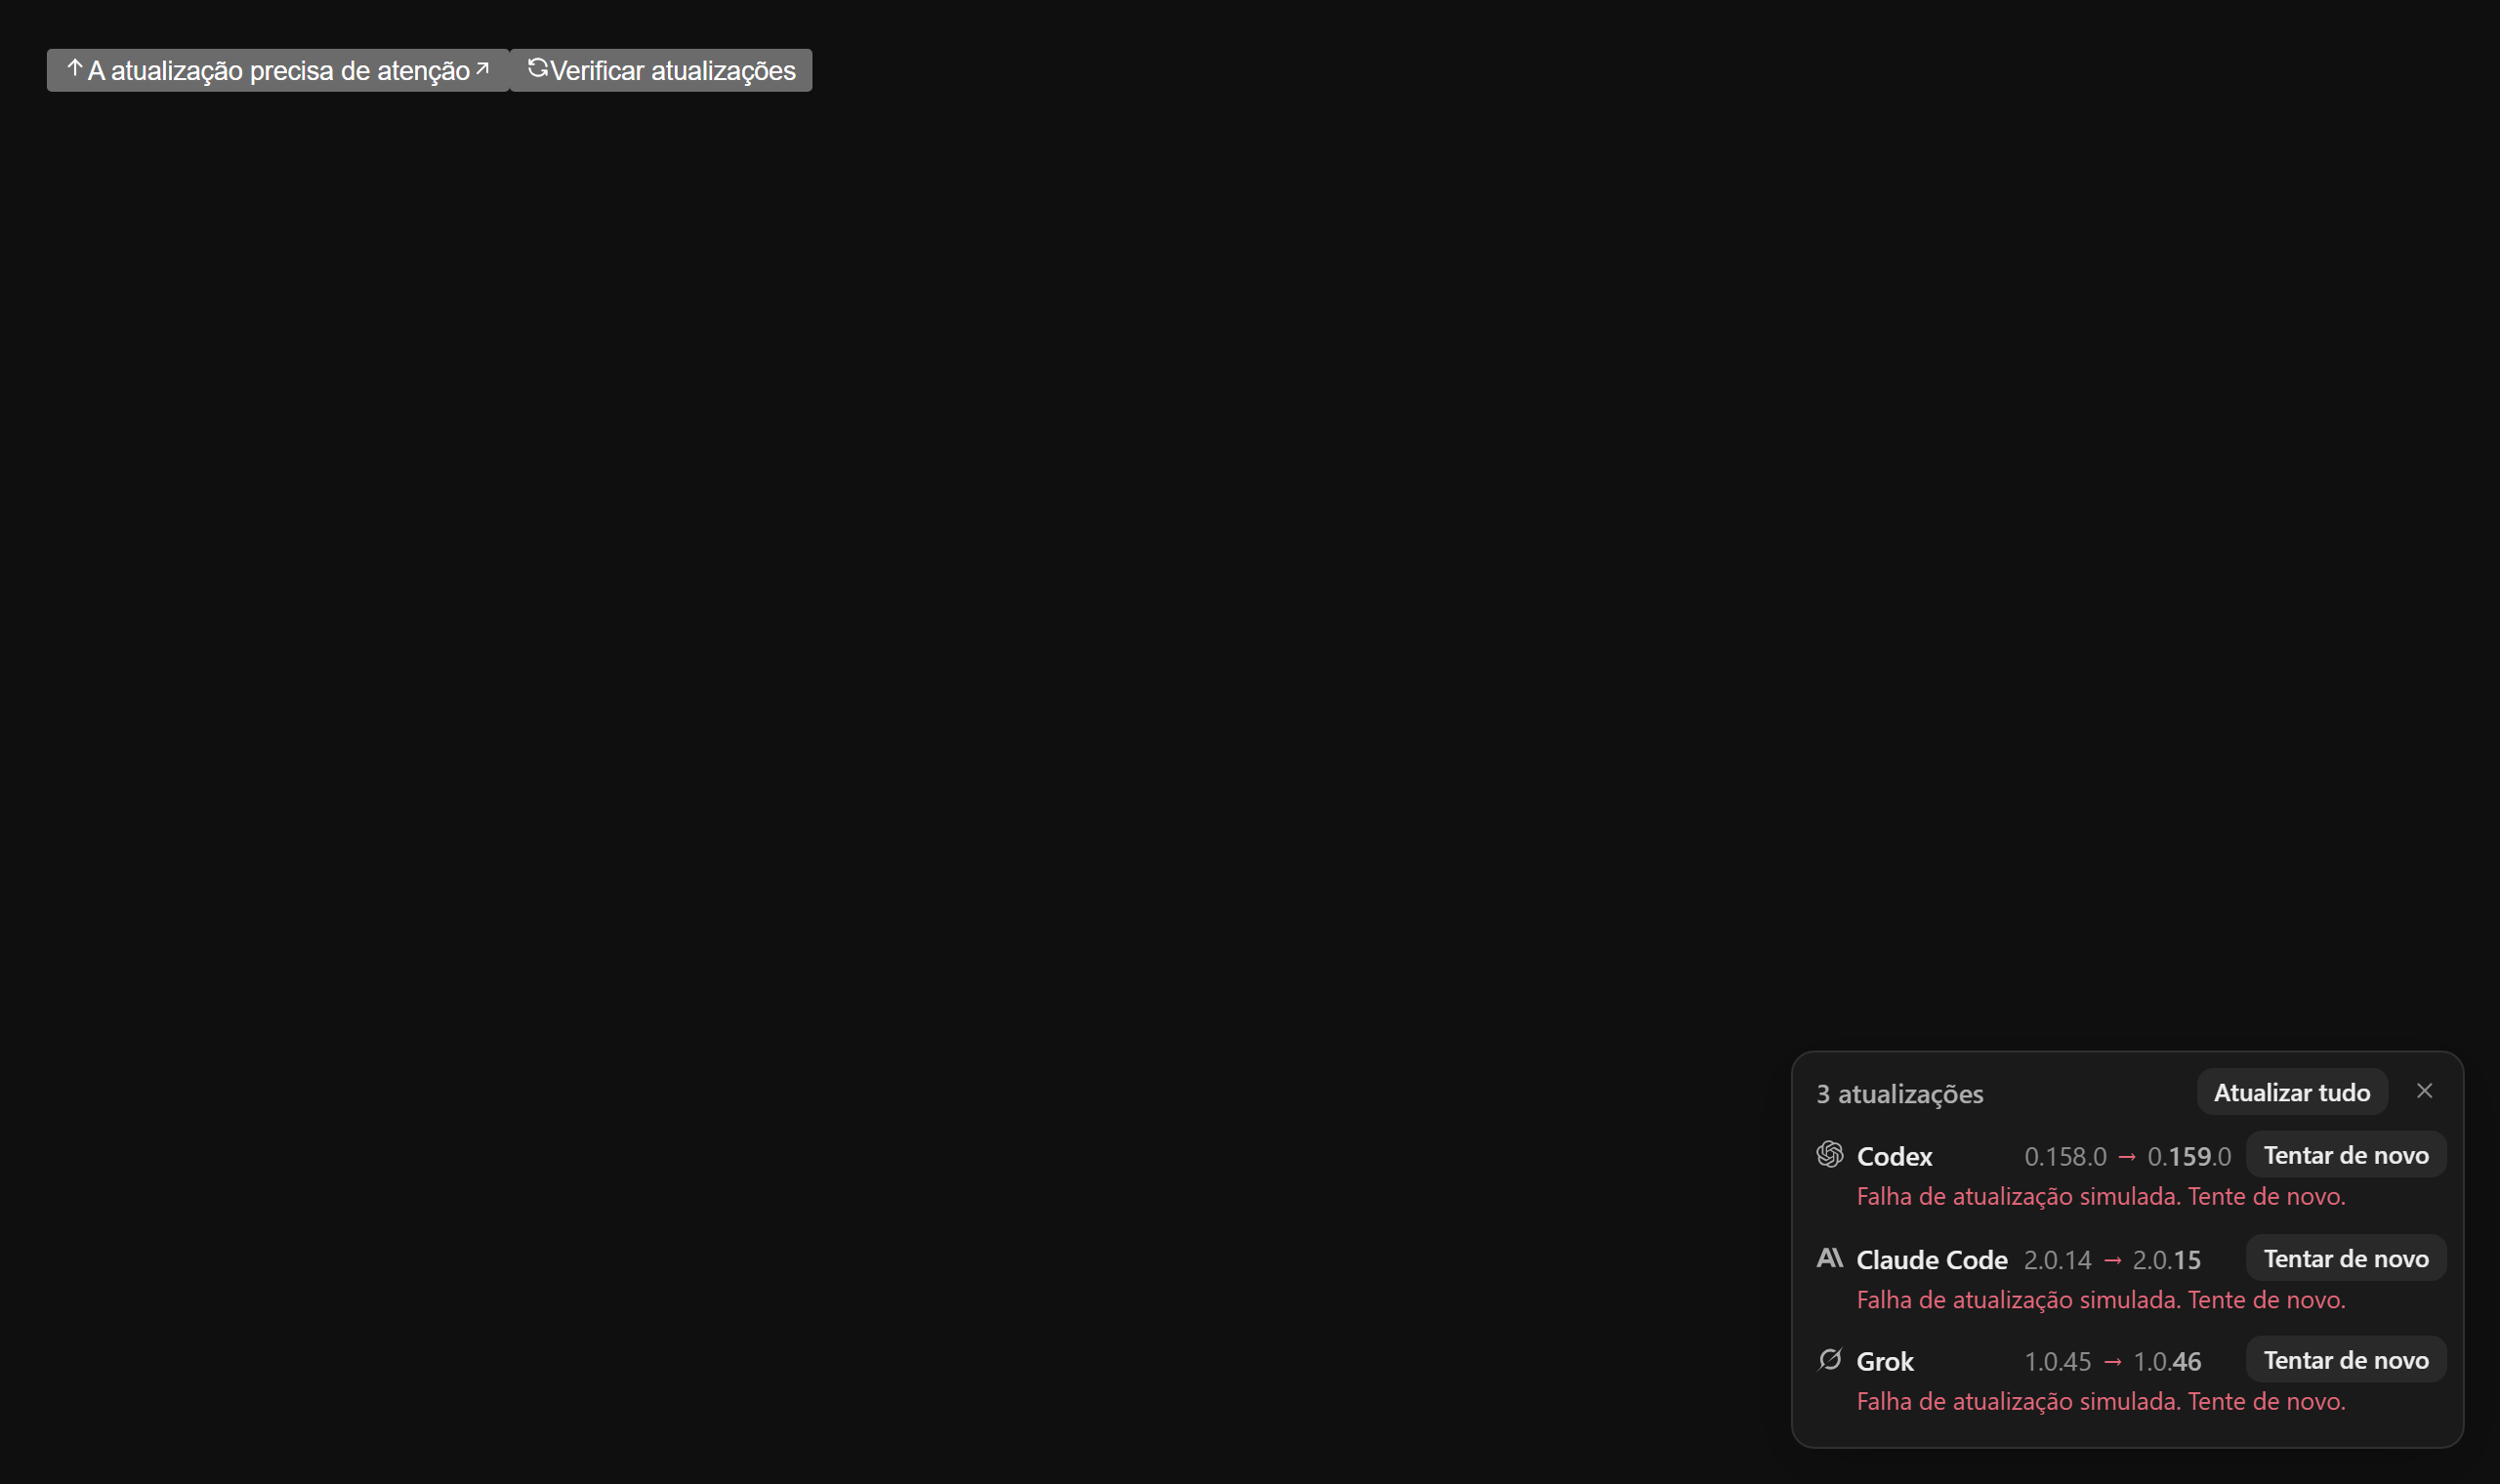 A atualização precisa de atenção
Verificar atualizações
3 atualizações
Atualizar tudo
Codex 0.158.0 → 0.159.0 Tentar de novo
Falha de atualização simulada. Tente de novo.
Claude Code 2.0.14 → 2.0.15 Tentar de novo
Falha de atualização simulada. Tente de novo.
Grok 1.0.45 → 1.0.46 Tentar de novo
Falha de atualização simulada. Tente de novo.